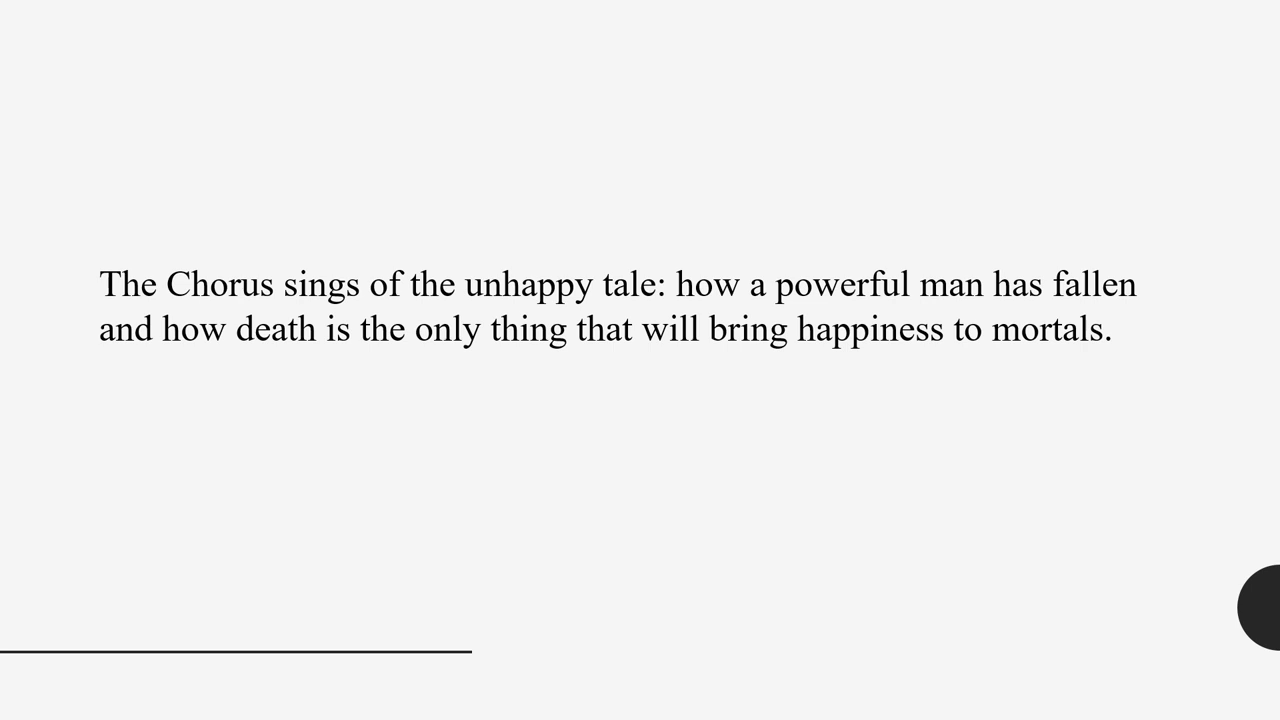 The Chorus sings of the unhappy tale: how a powerful man has fallen
and how death is the only thing that will bring happiness to mortals.